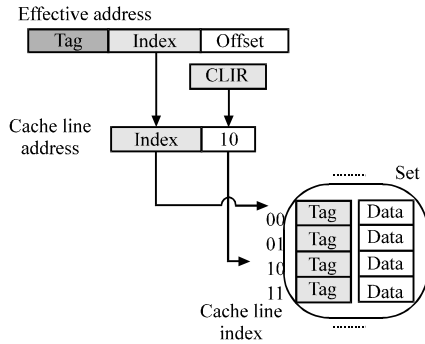 Effective address
Tag Index Offset
CLIR
Cache line
address
Index 10
........ Set
00 Tag Data
01 Tag Data
10 Tag Data
11 Tag Data
Cache line
index
........